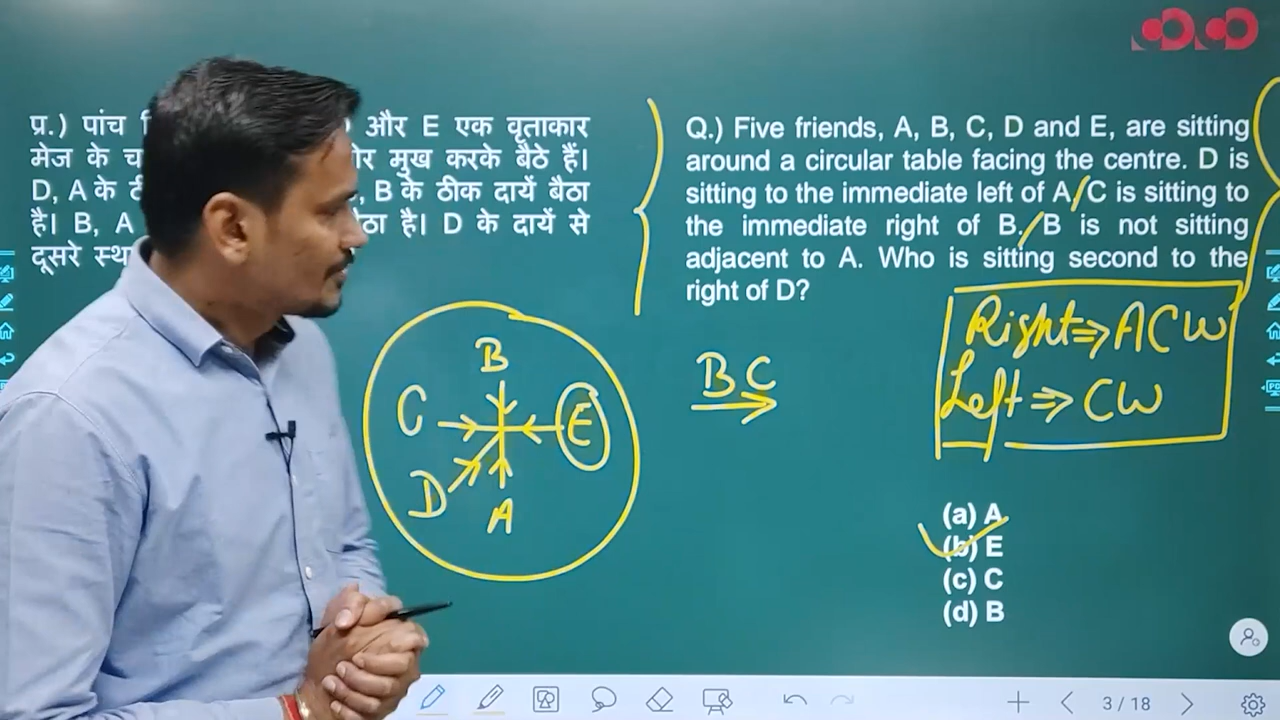 प्र.) पांच
और E एक वृताकार
मेज के
मुख करके बैठे हैं।
D, A के
B के ठीक दायें बैठा
है। B, A
है। D के दायें से
दूसरे
Q.) Five friends, A, B, C, D and E, are sitting
around a circular table facing the centre. D is
sitting to the immediate left of A/C is sitting to
the immediate right of B./B is not sitting
adjacent to A. Who is sitting second to the
right of D?
Right⇒ACW
Left⇒CW
B
C
E
D
A
BC
(a) A
(b) E
(c) C
(d) B
3 / 18